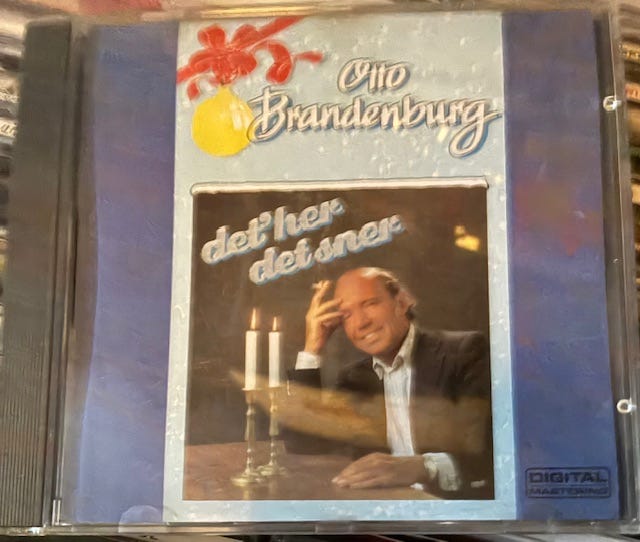 Otto
Brandenburg
det' her
det sner
DIGITAL
MASTERING